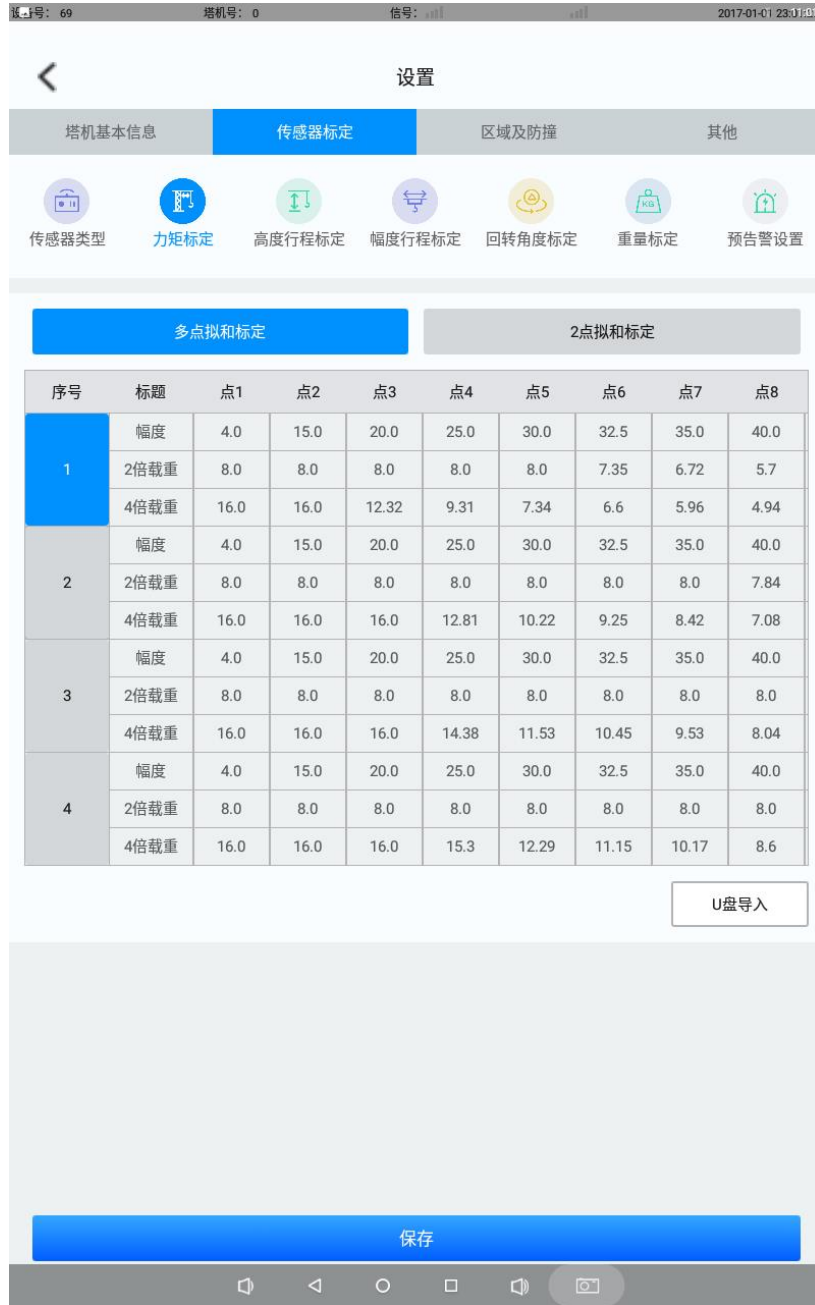 设备号: 69 塔机号: 0 信号: 2017-01-01 23:01
设置
塔机基本信息 传感器标定 区域及防撞 其他
传感器类型 力矩标定 高度行程标定 幅度行程标定 回转角度标定 重量标定 预告警设置
多点拟和标定 2点拟和标定
序号 标题 点1 点2 点3 点4 点5 点6 点7 点8
幅度 4.0 15.0 20.0 25.0 30.0 32.5 35.0 40.0
1 2倍载重 8.0 8.0 8.0 8.0 8.0 7.35 6.72 5.7
4倍载重 16.0 16.0 12.32 9.31 7.34 6.6 5.96 4.94
幅度 4.0 15.0 20.0 25.0 30.0 32.5 35.0 40.0
2 2倍载重 8.0 8.0 8.0 8.0 8.0 8.0 8.0 7.84
4倍载重 16.0 16.0 16.0 12.81 10.22 9.25 8.42 7.08
幅度 4.0 15.0 20.0 25.0 30.0 32.5 35.0 40.0
3 2倍载重 8.0 8.0 8.0 8.0 8.0 8.0 8.0 8.0
4倍载重 16.0 16.0 16.0 14.38 11.53 10.45 9.53 8.04
幅度 4.0 15.0 20.0 25.0 30.0 32.5 35.0 40.0
4 2倍载重 8.0 8.0 8.0 8.0 8.0 8.0 8.0 8.0
4倍载重 16.0 16.0 16.0 15.3 12.29 11.15 10.17 8.6
U盘导入
保存